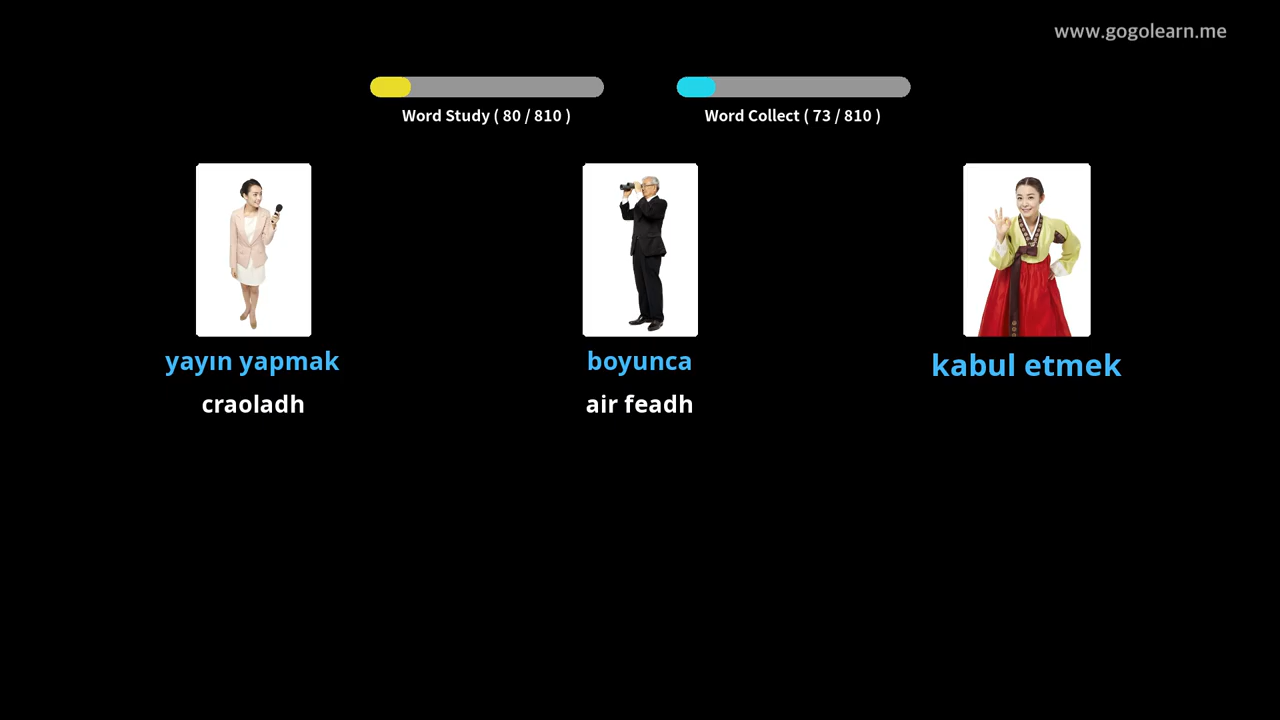 www.gogolearn.me
Word Study ( 80 / 810 )
Word Collect ( 73 / 810 )
yayın yapmak
craoladh
boyunca
air feadh
kabul etmek